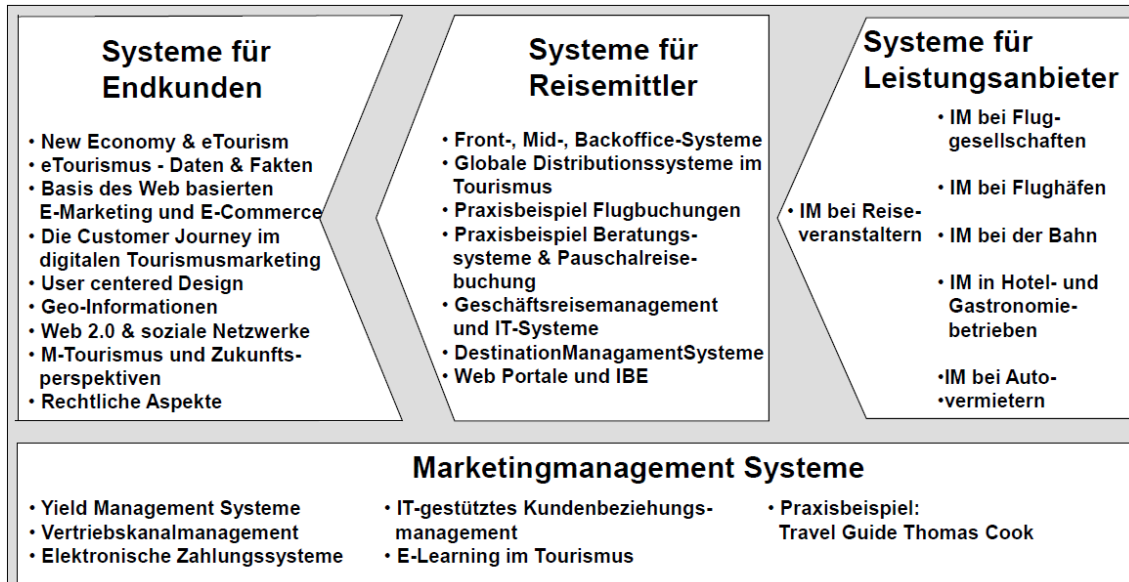 Systeme für
Endkunden
• New Economy & eTourism
• eTourismus - Daten & Fakten
• Basis des Web basierten
E-Marketing und E-Commerce
• Die Customer Journey im
digitalen Tourismusmarketing
• User centered Design
• Geo-Informationen
• Web 2.0 & soziale Netzwerke
• M-Tourismus und Zukunfts-
perspektiven
• Rechtliche Aspekte
Systeme für
Reisemittler
• Front-, Mid-, Backoffice-Systeme
• Globale Distributionssysteme im
Tourismus
• Praxisbeispiel Flugbuchungen
• Praxisbeispiel Beratungs-
systeme & Pauschalreise-
buchung
• Geschäftsreisemanagement
und IT-Systeme
• DestinationManagamentSysteme
• Web Portale und IBE
Systeme für
Leistungsanbieter
• IM bei Reise-
veranstaltern
• IM bei Flug-
gesellschaften
• IM bei Flughäfen
• IM bei der Bahn
• IM in Hotel- und
Gastronomie-
betrieben
•IM bei Auto-
•vermietern
Marketingmanagement Systeme
• Yield Management Systeme
• Vertriebskanalmanagement
• Elektronische Zahlungssysteme
• IT-gestütztes Kundenbeziehungs-
management
• E-Learning im Tourismus
• Praxisbeispiel:
Travel Guide Thomas Cook